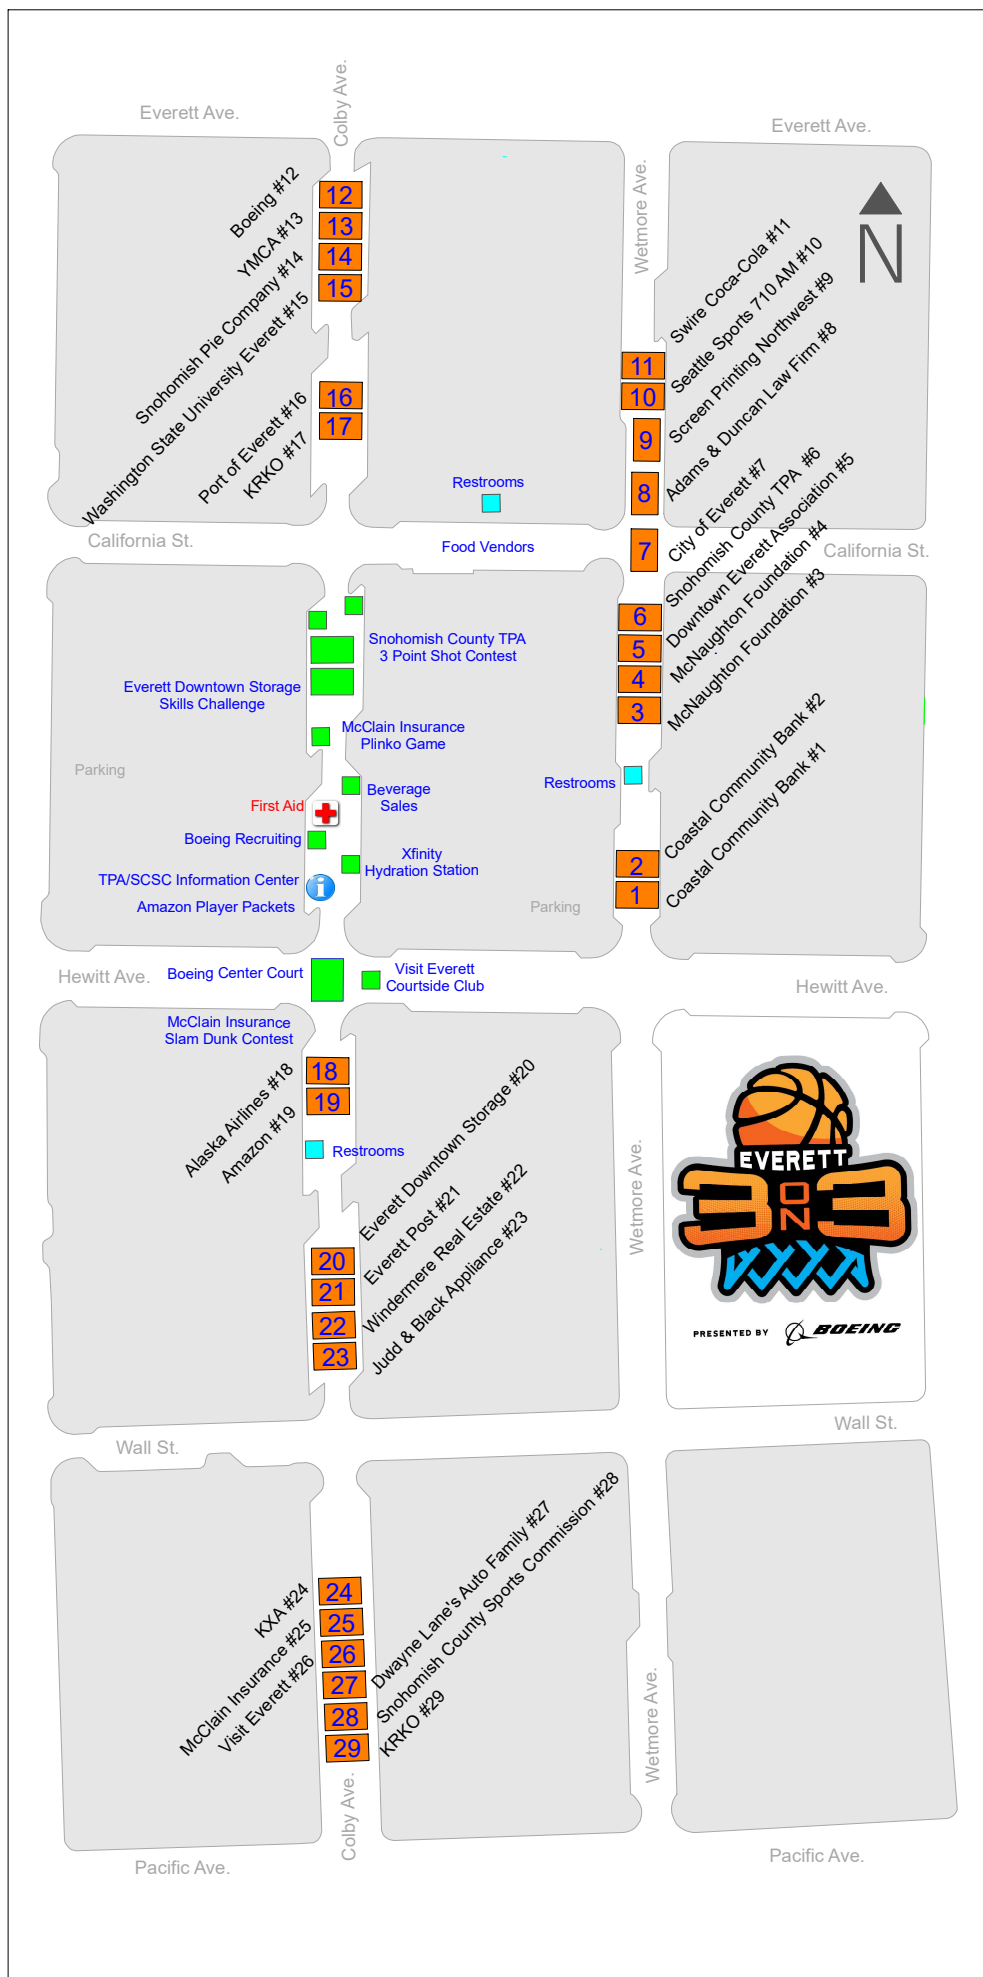 Everett Ave.
Colby Ave.
Everett Ave.
Wetmore Ave.
N
Boeing #12
YMCA #13
Snohomish Pie Company #14
Washington State University Everett #15
Port of Everett #16
KRKO #17
12
13
14
15
16
17
Swire Coca-Cola #11
Seattle Sports 710 AM #10
Screen Printing Northwest #9
Adams & Duncan Law Firm #8
City of Everett #7
Snohomish County TPA #6
Downtown Everett Association #5
McNaughton Foundation #4
McNaughton Foundation #3
11
10
9
8
7
6
5
4
3
Restrooms
California St.
Food Vendors
California St.
Snohomish County TPA
3 Point Shot Contest
Everett Downtown Storage
Skills Challenge
McClain Insurance
Plinko Game
Parking
Restrooms
Beverage
Sales
First Aid
Boeing Recruiting
Xfinity
Hydration Station
TPA/SCSC Information Center
i
Amazon Player Packets
Parking
Coastal Community Bank #2
Coastal Community Bank #1
2
1
Hewitt Ave.
Boeing Center Court
Visit Everett
Courtside Club
Hewitt Ave.
McClain Insurance
Slam Dunk Contest
Alaska Airlines #18
Amazon #19
18
19
Restrooms
Everett Downtown Storage #20
Everett Post #21
Windermere Real Estate #22
Judd & Black Appliance #23
20
21
22
23
Wetmore Ave.
EVERETT
3 ON 3
PRESENTED BY BOEING
Wall St.
Wall St.
KXA #24
McClain Insurance #25
Visit Everett #26
24
25
26
27
28
29
Dwayne Lane's Auto Family #27
Snohomish County Sports Commission #28
KRKO #29
Wetmore Ave.
Colby Ave.
Pacific Ave.
Pacific Ave.